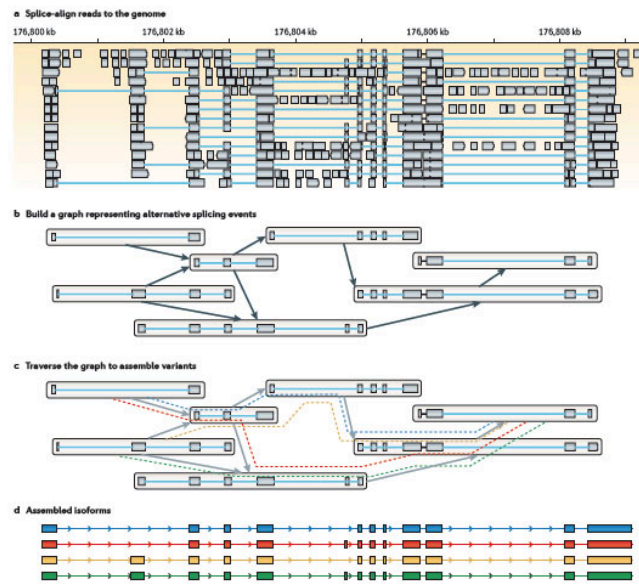 a Splice-align reads to the genome
176,800 kb 176,802 kb 176,804 kb 176,806 kb 176,808 kb
b Build a graph representing alternative splicing events
c Traverse the graph to assemble variants
d Assembled isoforms